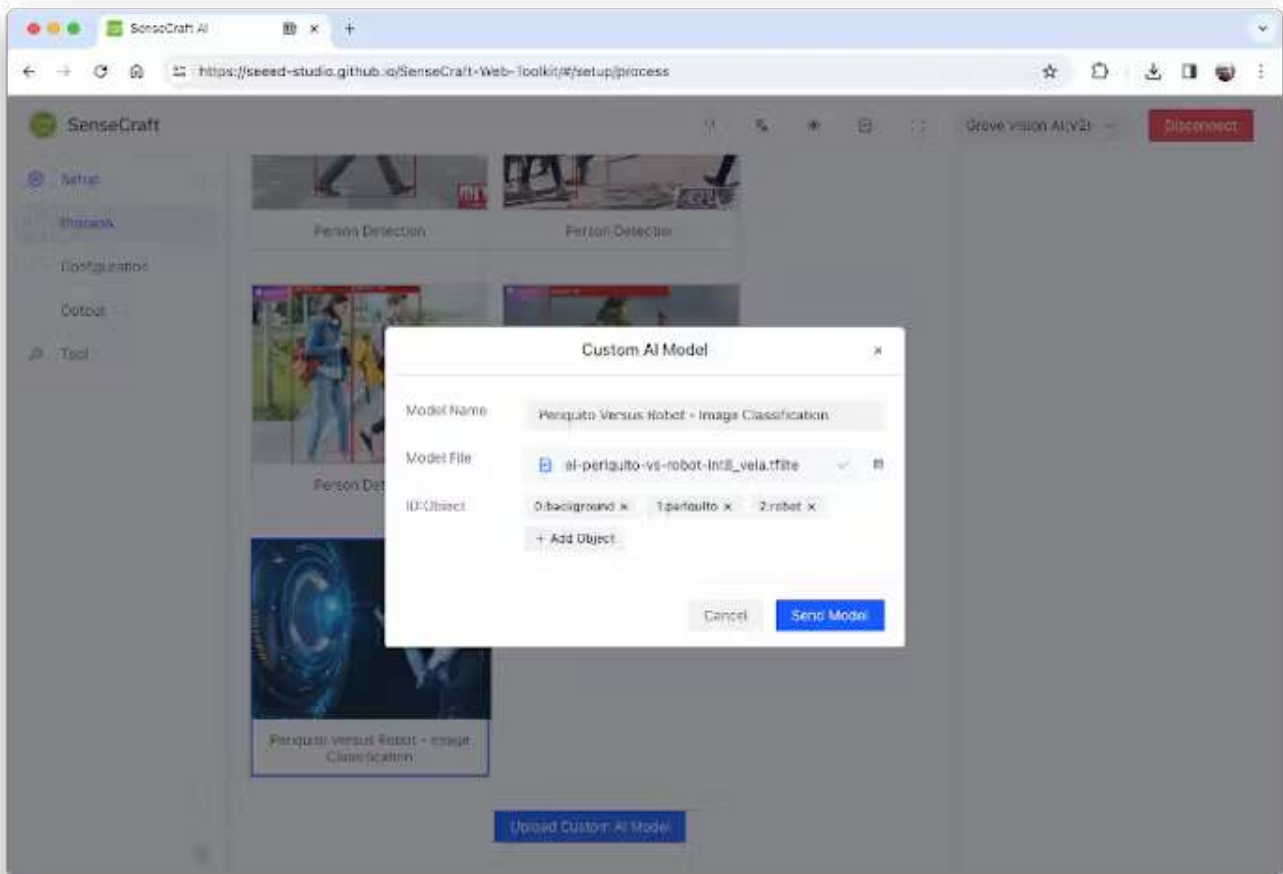 SenseCraft AI
https://seeed-studio.github.io/SenseCraft-Web-Toolkit/#/setup/process
SenseCraft
Grove Vision AI(V2)
Disconnect
Setup
Process
Configuration
Output
Tool
Person Detection
Person Detection
Person Det
Custom AI Model
Model Name
Periquito Versus Robot - Image Classification
Model File
ei-periquito-vs-robot-int8_vela.tflite
ID:Object
0:background ×
1:periquito ×
2:robot ×
+ Add Object
Cancel
Send Model
Periquito Versus Robot - Image
Classification
Upload Custom AI Model